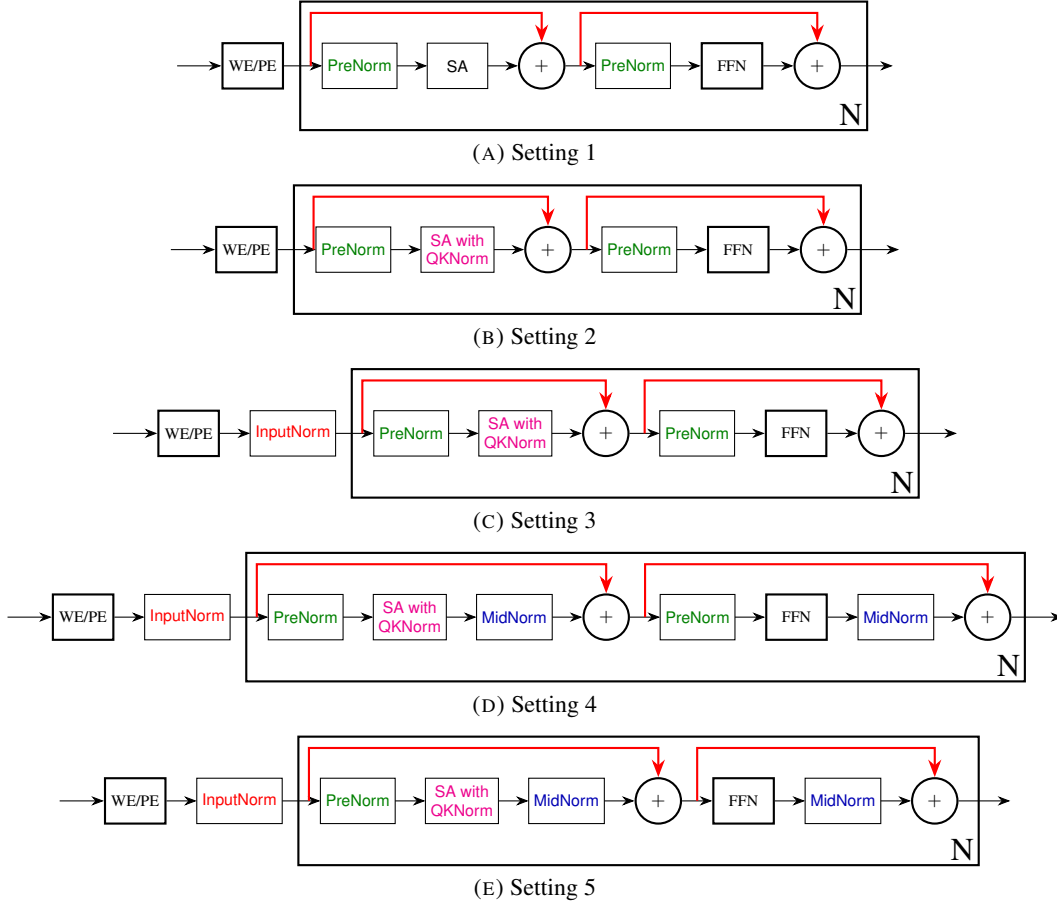 WE/PE PreNorm SA + PreNorm FFN +
N
(A) Setting 1
WE/PE PreNorm SA with QKNorm + PreNorm FFN +
N
(B) Setting 2
WE/PE InputNorm PreNorm SA with QKNorm + PreNorm FFN +
N
(C) Setting 3
WE/PE InputNorm PreNorm SA with QKNorm MidNorm + PreNorm FFN MidNorm +
N
(D) Setting 4
WE/PE InputNorm PreNorm SA with QKNorm MidNorm + FFN MidNorm +
N
(E) Setting 5